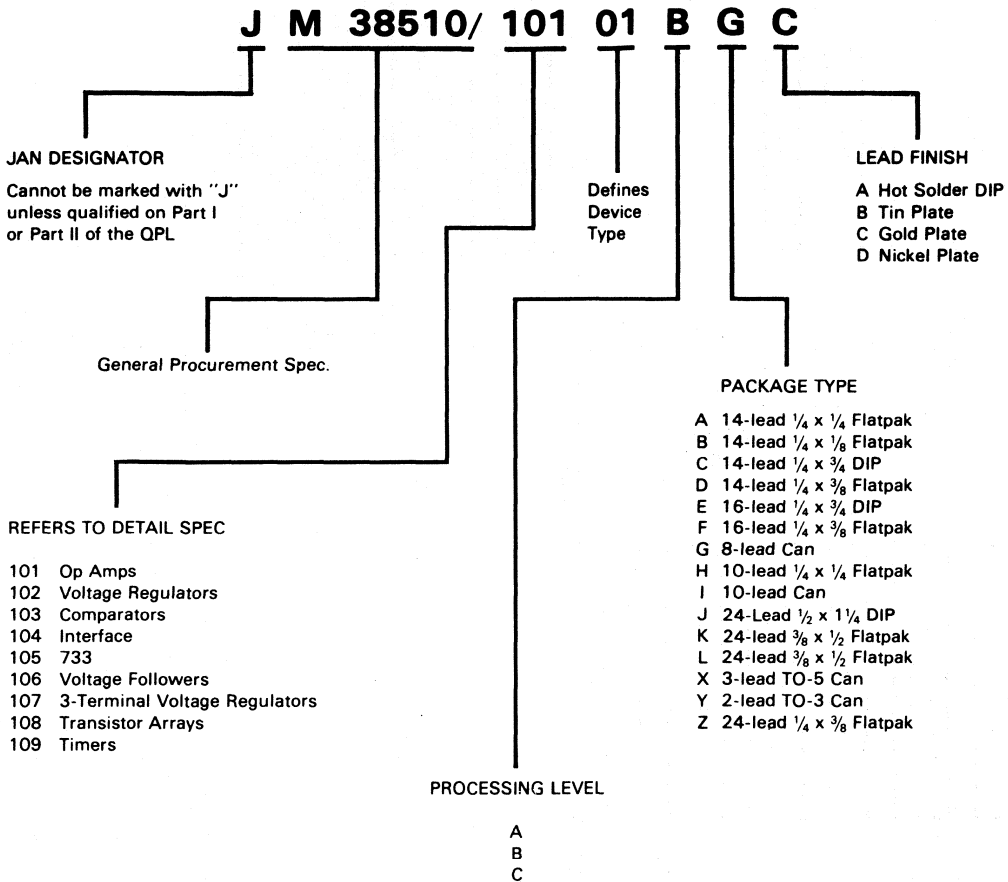 J M 38510/ 101 01 B G C
JAN DESIGNATOR
Cannot be marked with "J"
unless qualified on Part I
or Part II of the QPL
General Procurement Spec.
REFERS TO DETAIL SPEC
101 Op Amps
102 Voltage Regulators
103 Comparators
104 Interface
105 733
106 Voltage Followers
107 3-Terminal Voltage Regulators
108 Transistor Arrays
109 Timers
Defines
Device
Type
PROCESSING LEVEL
A
B
C
PACKAGE TYPE
A 14-lead 1/4 x 1/4 Flatpak
B 14-lead 1/4 x 1/8 Flatpak
C 14-lead 1/4 x 3/4 DIP
D 14-lead 1/4 x 3/8 Flatpak
E 16-lead 1/4 x 3/4 DIP
F 16-lead 1/4 x 3/8 Flatpak
G 8-lead Can
H 10-lead 1/4 x 1/4 Flatpak
I 10-lead Can
J 24-Lead 1/2 x 1 1/4 DIP
K 24-lead 3/8 x 1/2 Flatpak
L 24-lead 3/8 x 1/2 Flatpak
X 3-lead TO-5 Can
Y 2-lead TO-3 Can
Z 24-lead 1/4 x 3/8 Flatpak
LEAD FINISH
A Hot Solder DIP
B Tin Plate
C Gold Plate
D Nickel Plate